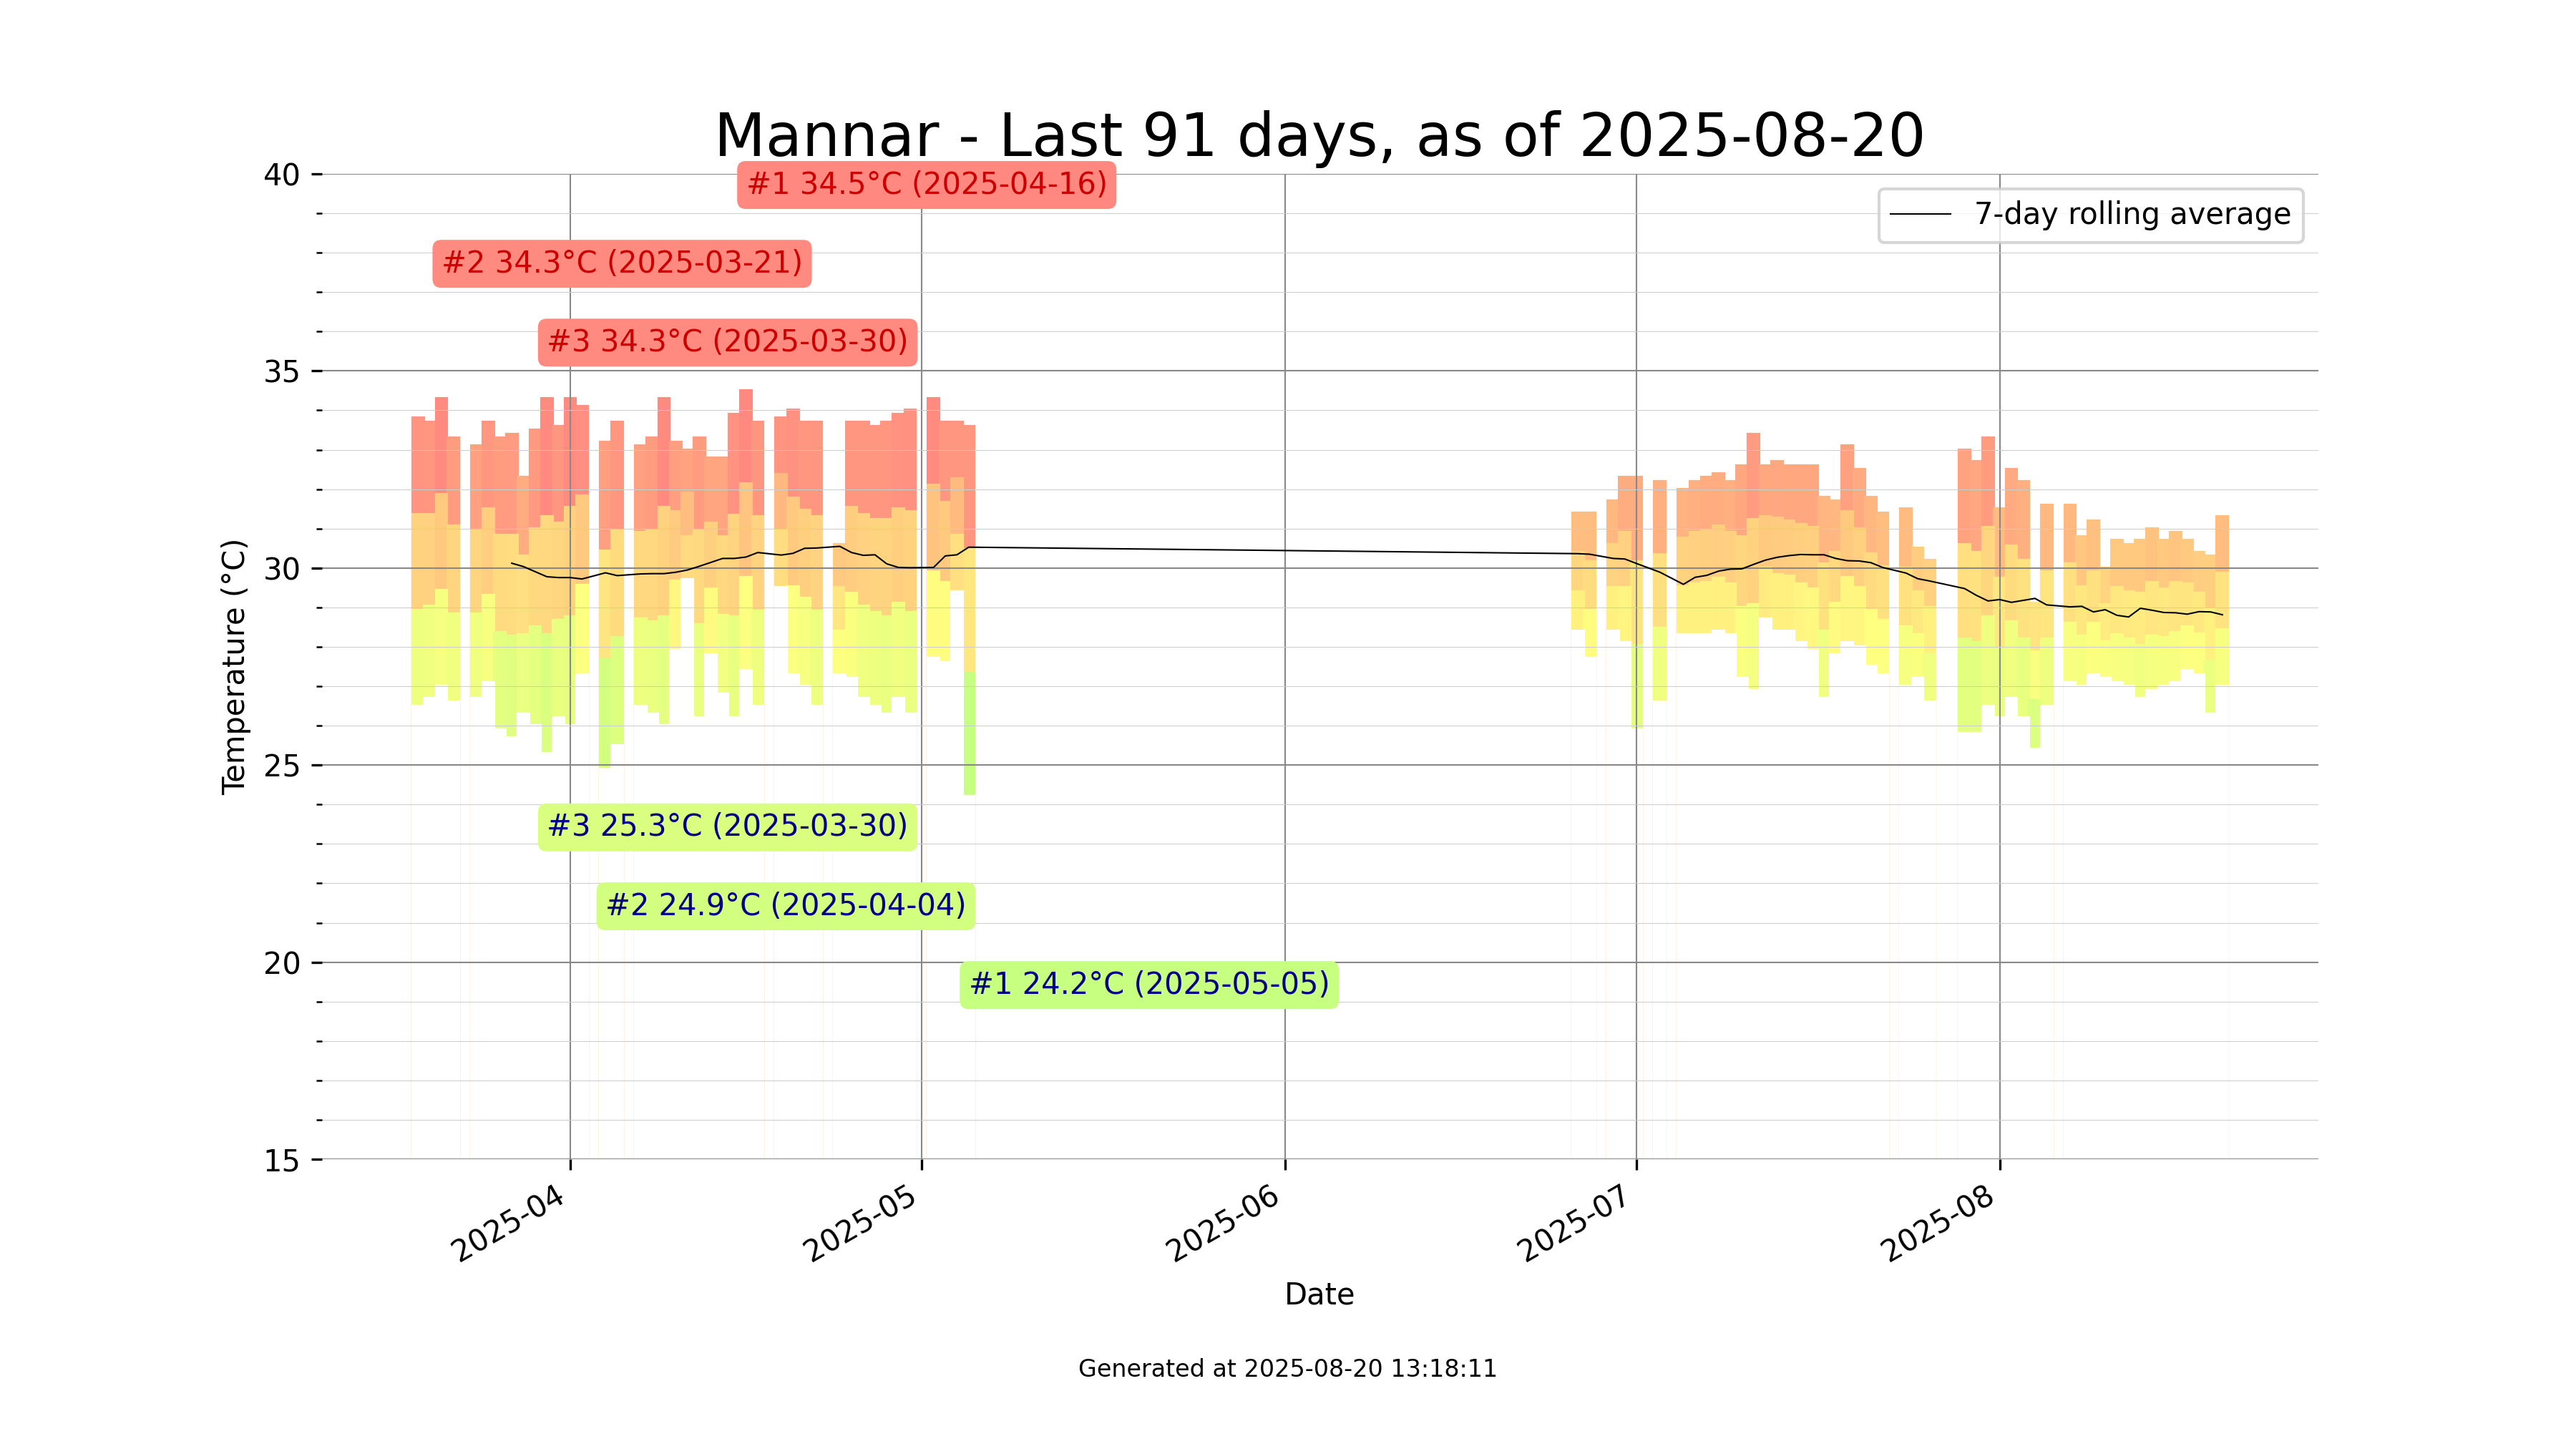 Mannar - Last 91 days, as of 2025-08-20
40
#1 34.5°C (2025-04-16)
7-day rolling average
#2 34.3°C (2025-03-21)
#3 34.3°C (2025-03-30)
35
30
Temperature (°C)
25
#3 25.3°C (2025-03-30)
#2 24.9°C (2025-04-04)
20
#1 24.2°C (2025-05-05)
15
2025-04
2025-05
2025-06
2025-07
2025-08
Date
Generated at 2025-08-20 13:18:11